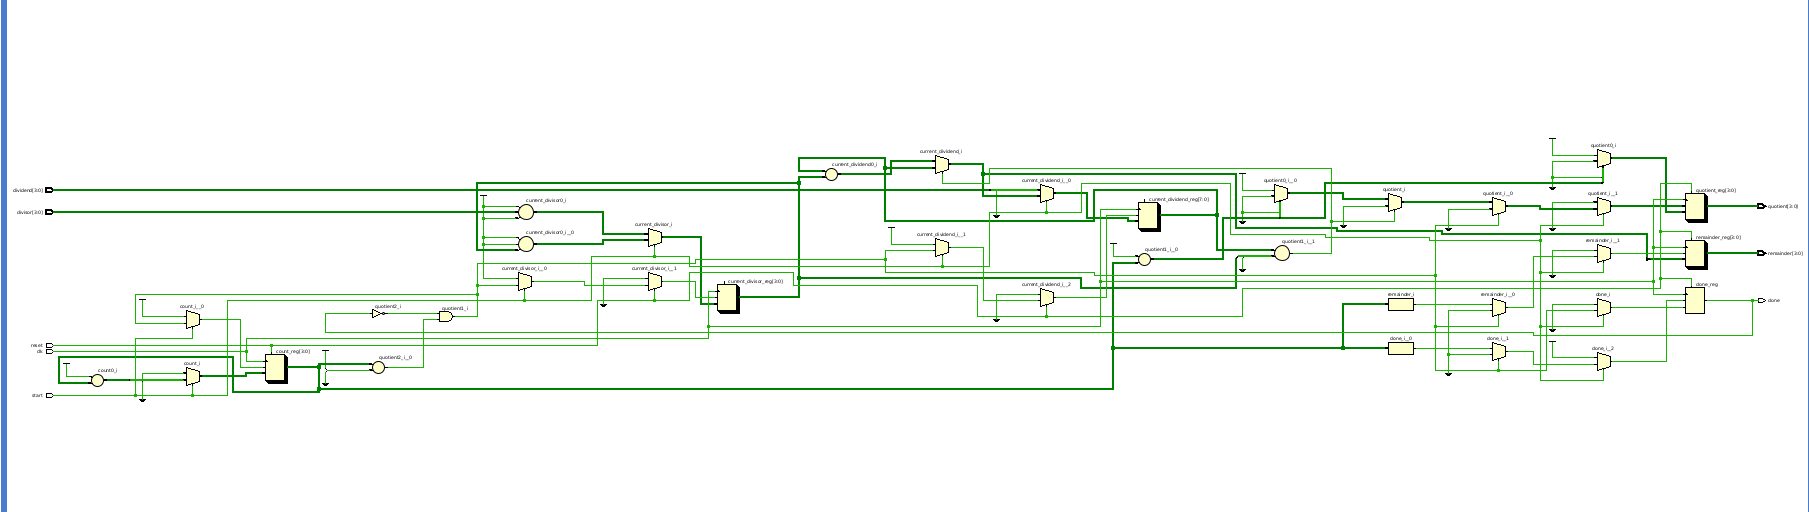 quotient0_i
current_dividend_i
current_dividend0_i
current_dividend_i__0
quotient0_i__0
dividend[3:0]
quotient_i
quotient_i__0
quotient_i__1
quotient_reg[3:0]
current_divisor0_i
current_dividend_reg[7:0]
quotient[3:0]
divisor[3:0]
current_divisor_i
current_divisor0_i__0
current_dividend_i__1
quotient1_i__0
quotient1_i__1
remainder_i__1
remainder_reg[3:0]
remainder[3:0]
current_divisor_i__0
current_divisor_i__1
current_divisor_reg[3:0]
current_dividend_i__2
done_reg
remainder_i
remainder_i__0
done_i
done
count_i__0
quotient2_i
quotient1_i
reset
clk
count_reg[3:0]
quotient2_i__0
done_i__0
done_i__1
done_i__2
count_i
count0_i
start